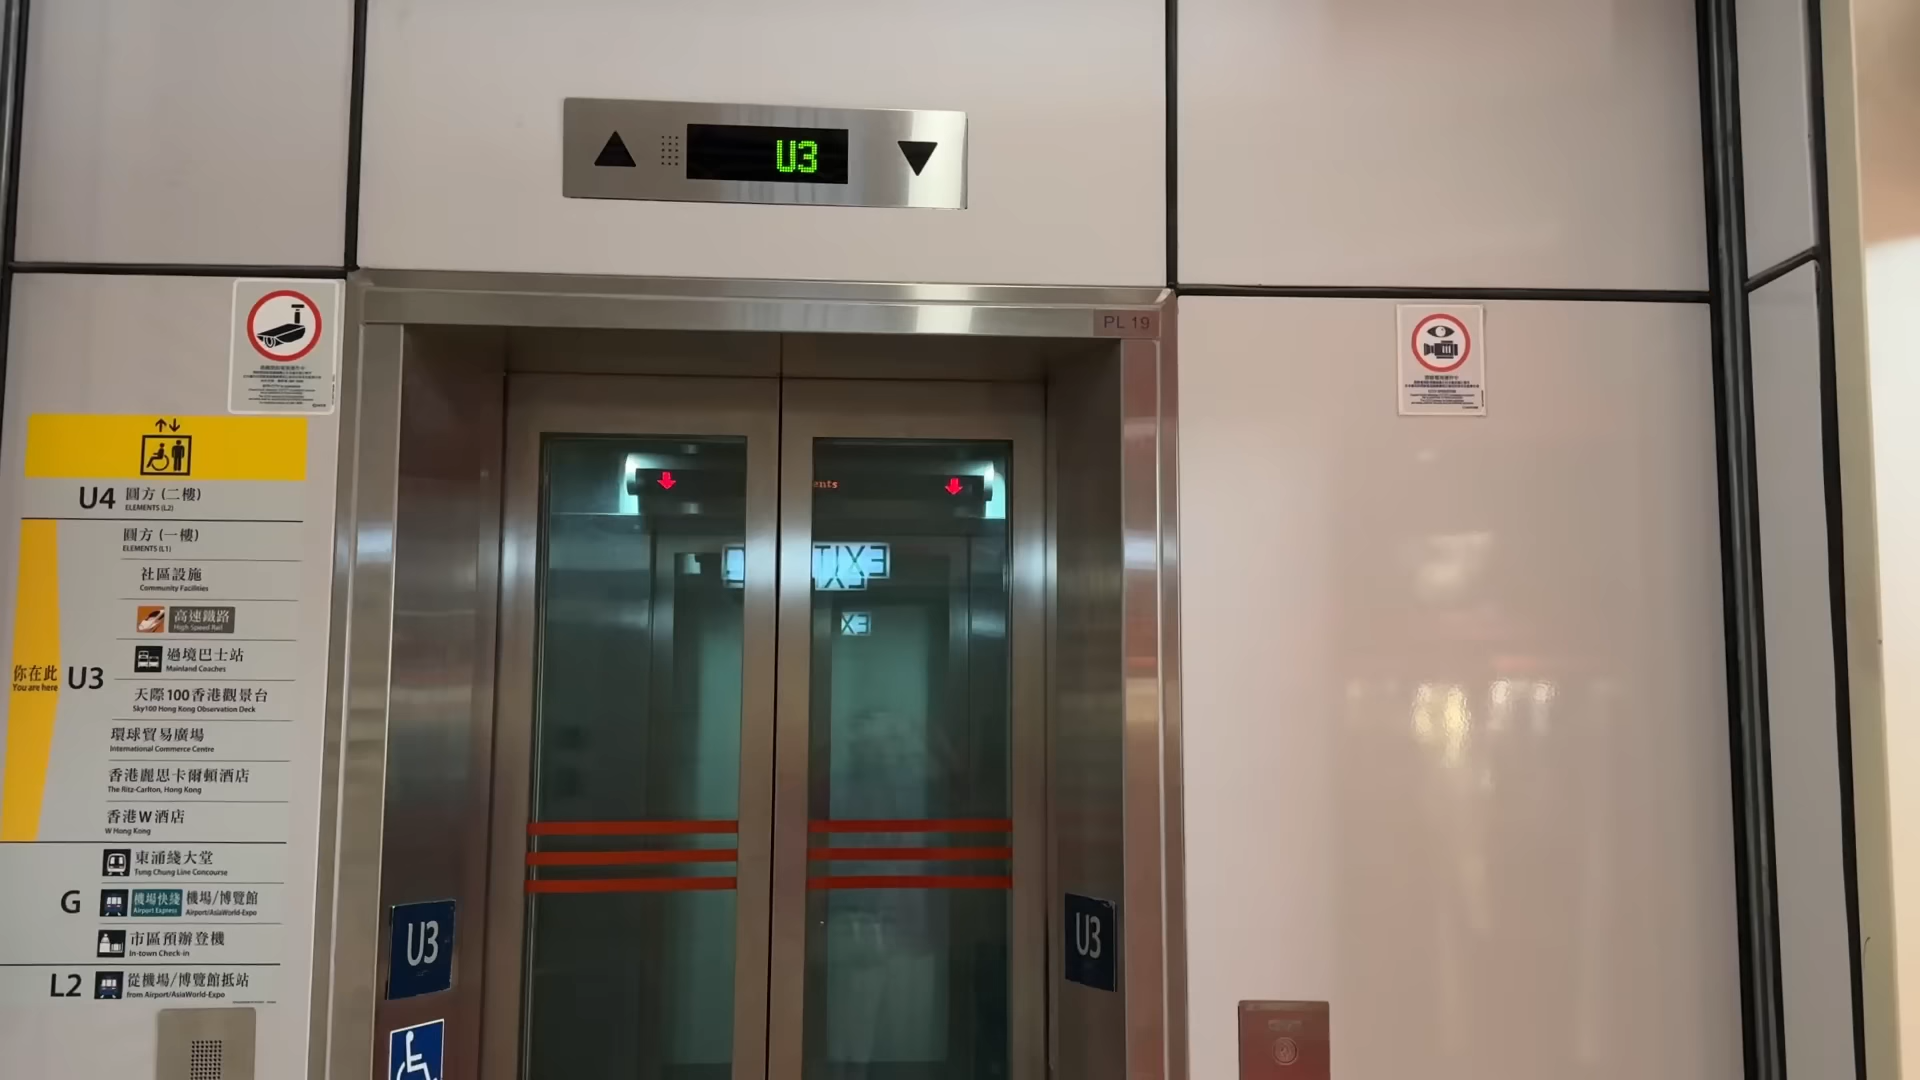 U3
PL 19
U4 圓方 (二樓)
ELEMENTS (L2)
圓方 (一樓)
ELEMENTS (L1)
社區設施
Community Facilities
高速鐵路
High Speed Rail
過境巴士站
Mainland Coaches
你在此
You are here
U3
天際100香港觀景台
Sky100 Hong Kong Observation Deck
環球貿易廣場
International Commerce Centre
香港麗思卡爾頓酒店
The Ritz-Carlton, Hong Kong
香港W酒店
W Hong Kong
東涌綫大堂
Tung Chung Line Concourse
G
機場快綫 機場/博覽館
Airport Express Airport/AsiaWorld-Expo
市區預辦登機
In-town Check-in
L2 從機場/博覽館抵站
from Airport/AsiaWorld-Expo
ents
EXIT
U3
U3